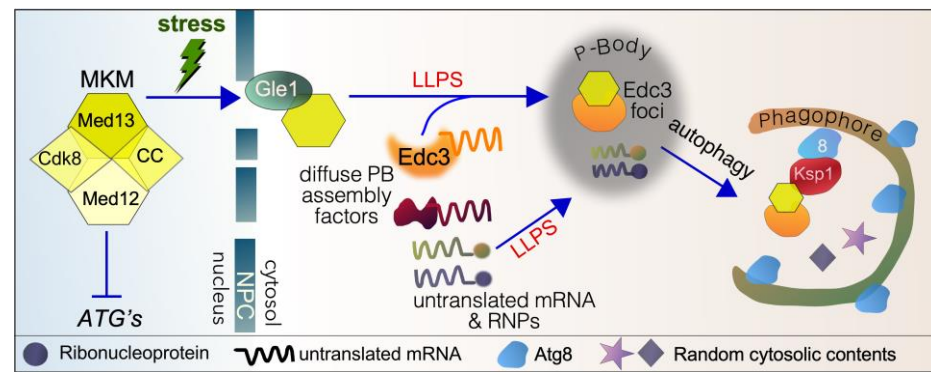 stress
MKM
Med13
Cdk8
CC
Med12
ATG's
nucleus
NPC
cytosol
Gle1
LLPS
Edc3
diffuse PB
assembly
factors
LLPS
untranslated mRNA
& RNPs
P-Body
Edc3
foci
autophagy
Phagophore
8
Ksp1
Ribonucleoprotein
untranslated mRNA
Atg8
Random cytosolic contents